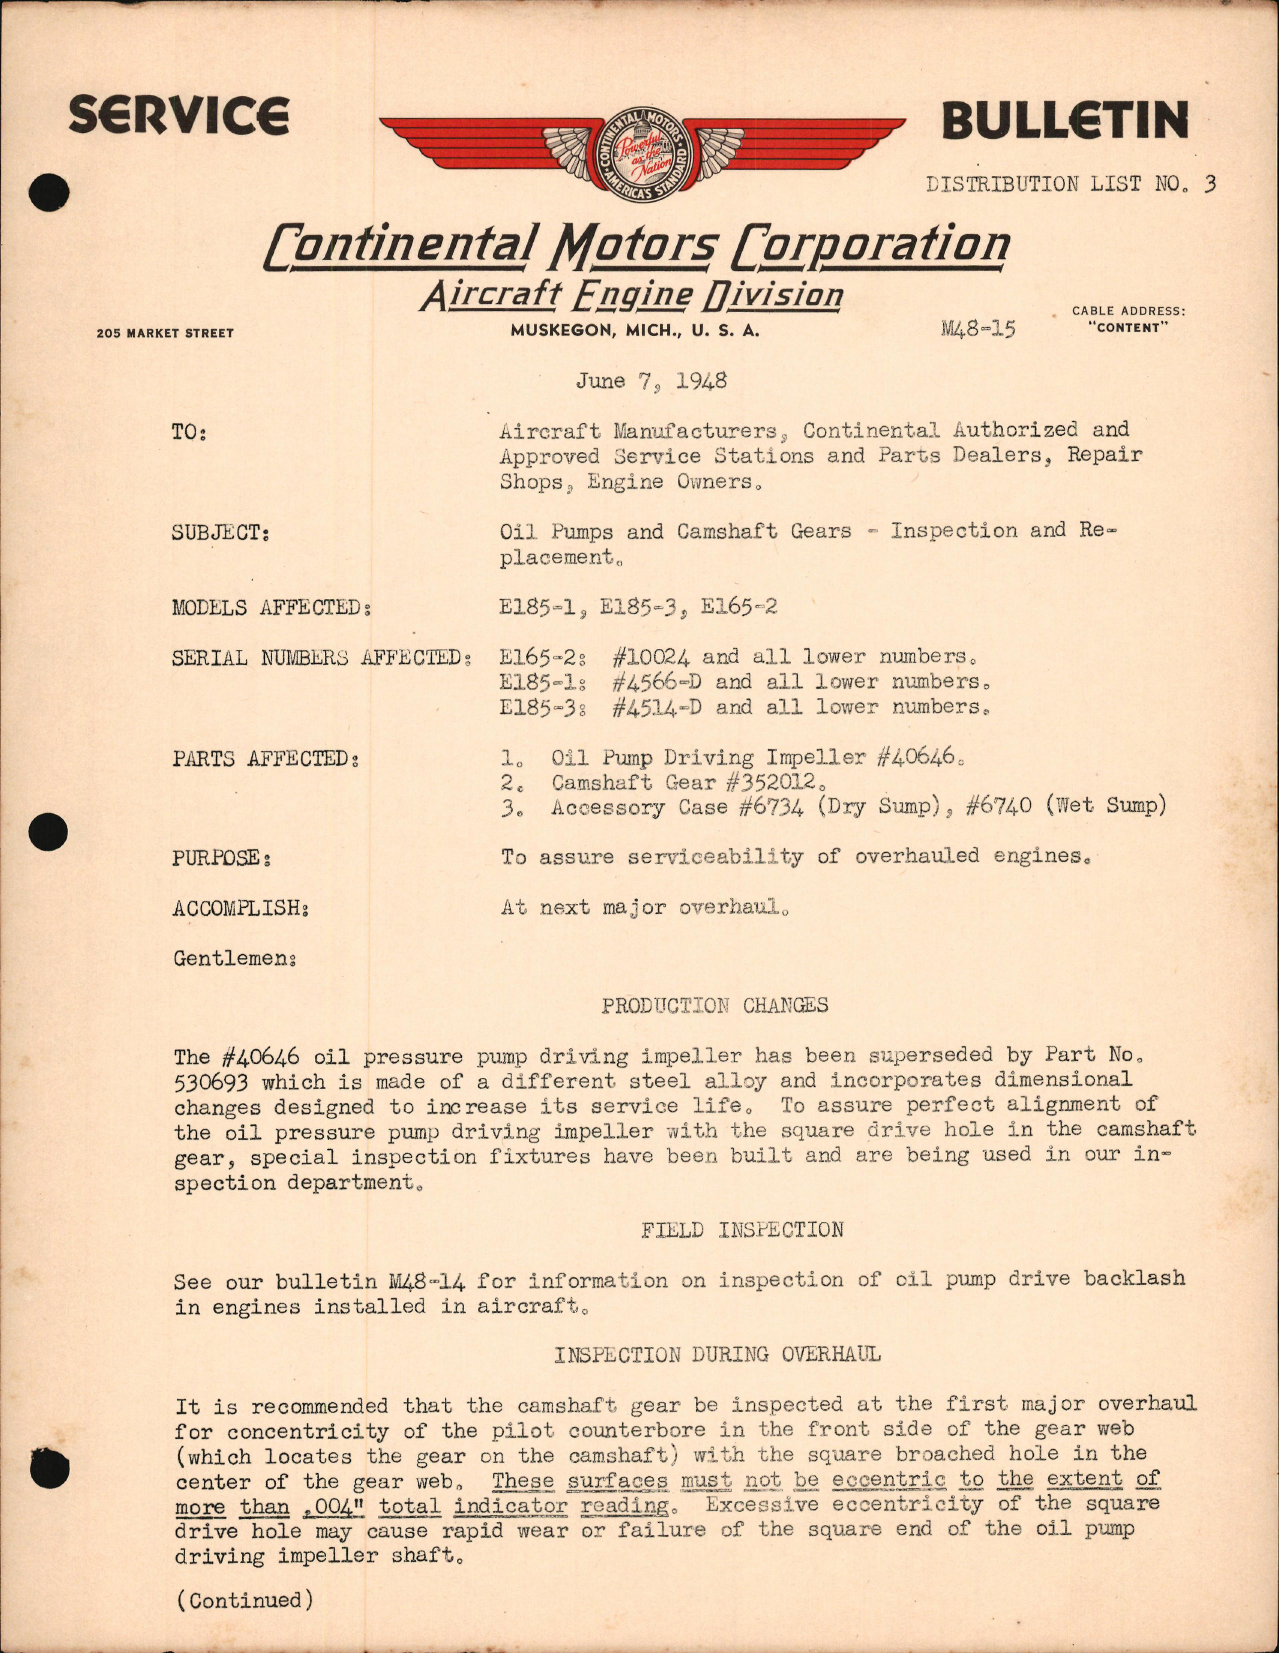 SERVICE
BULLETIN
CONTINENTAL MOTORS
Powerful
as the
Nation
AMERICA'S STANDARD
DISTRIBUTION LIST NO. 3
Continental Motors Corporation
Aircraft Engine Division
205 MARKET STREET
MUSKEGON, MICH., U. S. A.
M48-15
CABLE ADDRESS:
"CONTENT"
June 7, 1948
TO: Aircraft Manufacturers, Continental Authorized and
Approved Service Stations and Parts Dealers, Repair
Shops, Engine Owners.
SUBJECT: Oil Pumps and Camshaft Gears - Inspection and Re-
placement.
MODELS AFFECTED: E185-1, E185-3, E165-2
SERIAL NUMBERS AFFECTED: E165-2: #10024 and all lower numbers.
E185-1: #4566-D and all lower numbers.
E185-3: #4514-D and all lower numbers.
PARTS AFFECTED: 1. Oil Pump Driving Impeller #40646.
2. Camshaft Gear #352012.
3. Accessory Case #6734 (Dry Sump), #6740 (Wet Sump)
PURPOSE: To assure serviceability of overhauled engines.
ACCOMPLISH: At next major overhaul.
Gentlemen:
PRODUCTION CHANGES
The #40646 oil pressure pump driving impeller has been superseded by Part No.
530693 which is made of a different steel alloy and incorporates dimensional
changes designed to increase its service life. To assure perfect alignment of
the oil pressure pump driving impeller with the square drive hole in the camshaft
gear, special inspection fixtures have been built and are being used in our in-
spection department.
FIELD INSPECTION
See our bulletin M48-14 for information on inspection of oil pump drive backlash
in engines installed in aircraft.
INSPECTION DURING OVERHAUL
It is recommended that the camshaft gear be inspected at the first major overhaul
for concentricity of the pilot counterbore in the front side of the gear web
(which locates the gear on the camshaft) with the square broached hole in the
center of the gear web. These surfaces must not be eccentric to the extent of
more than .004" total indicator reading. Excessive eccentricity of the square
drive hole may cause rapid wear or failure of the square end of the oil pump
driving impeller shaft.
(Continued)